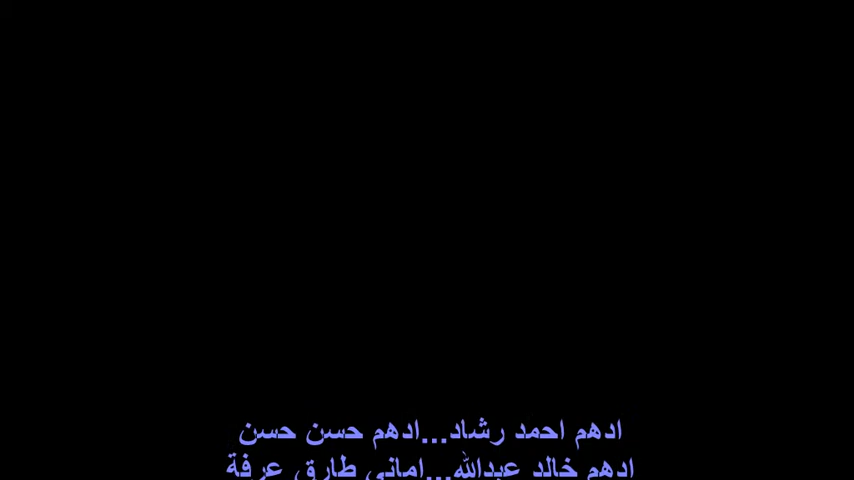 ادهم احمد رشاد...ادهم حسن حسن
ادهم خالد عبدالله...اماني طارق عرفة